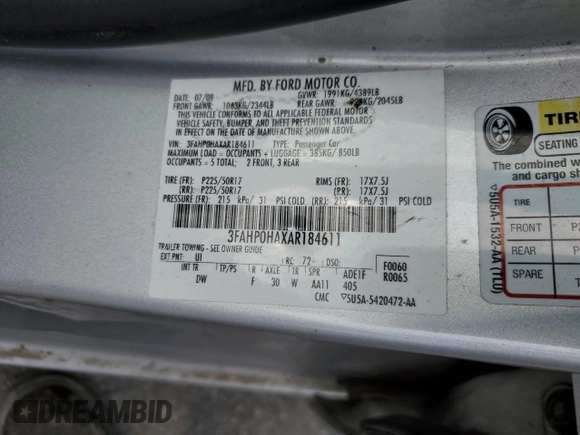 MFD. BY FORD MOTOR CO.
DATE: 07/09 GVWR: 1991KG/4389LB
FRONT GAWR: 1063KG/2344LB REAR GAWR: /2045LB
THIS VEHICLE CONFORMS TO ALL APPLICABLE FEDERAL MOTOR
VEHICLE SAFETY, BUMPER, AND THEFT PREVENTION STANDARDS
IN EFFECT ON THE DATE OF MANUFACTURE SHOWN ABOVE.
VIN: 3FAHP0HAXAR184611 TYPE: Passenger Car
MAXIMUM LOAD = OCCUPANTS + LUGGAGE = 385KG/ 850LB
OCCUPANTS = 5 TOTAL 2 FRONT, 3 REAR
TIRE (FR): P225/50R17 RIMS (FR): 17X7.5J
(RR): P225/50R17 (RR): 17X7.5J
PRESSURE (FR): 215 kPa/ 31 PSI COLD (RR): 215 kPa/ 31 PSI COLD
3FAHP0HAXAR184611
TRAILER TOWING - SEE OWNER GUIDE
EXT PNT: UI RC: 72 DSO: F0060
R0065
INT TR TP/PS R AXLE TR SPR ADE1F
DW F 30 W AA11 405
CMC ▽5U5A-5420472-AA
TIRE
SEATING
The combined w
and cargo sh
TIRE
FRONT P2
REAR P
SPARE T
▽5U5A-1532-AA (TLU)
DREAMBID